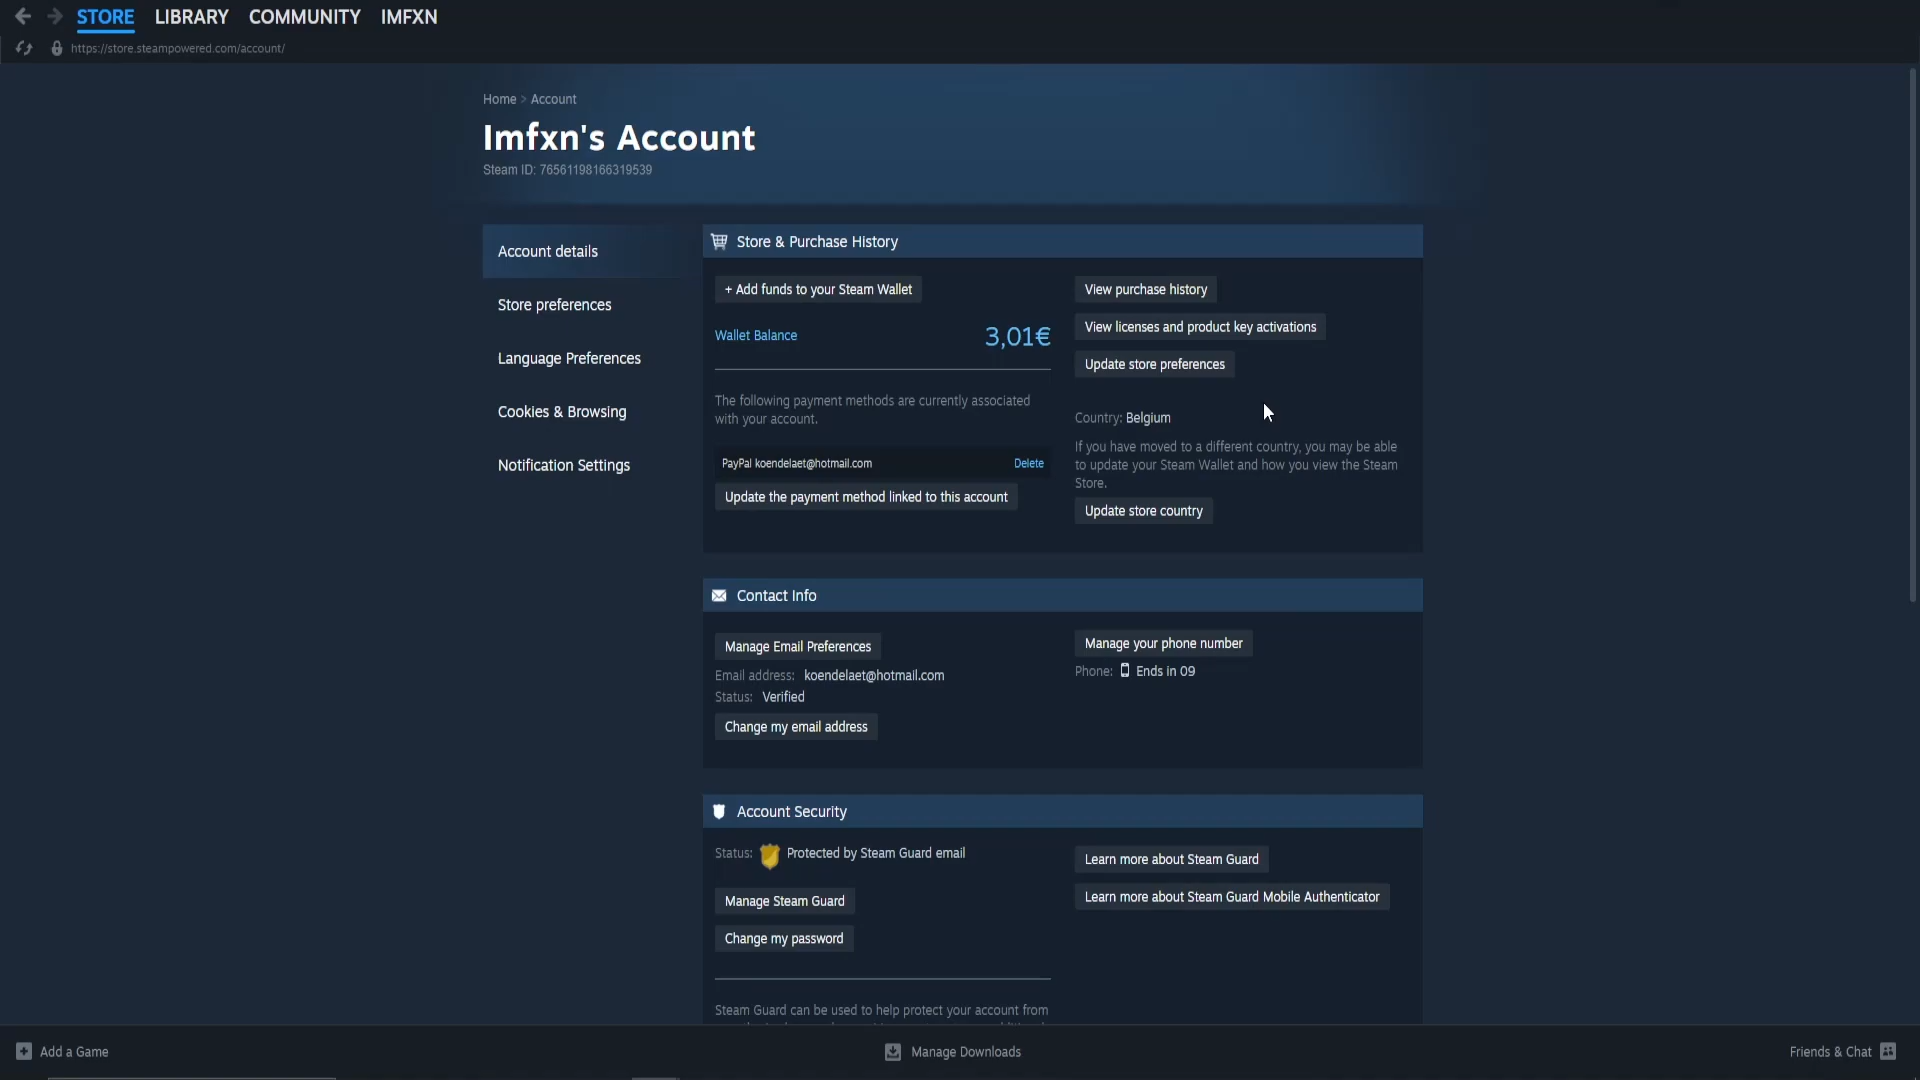 STORE LIBRARY COMMUNITY IMFXN
https://store.steampowered.com/account/
Home > Account
Imfxn's Account
Steam ID: 76561198166319539
Account details
Store preferences
Language Preferences
Cookies & Browsing
Notification Settings
Store & Purchase History
+ Add funds to your Steam Wallet
Wallet Balance 3,01€
The following payment methods are currently associated
with your account.
PayPal koendelaet@hotmail.com Delete
Update the payment method linked to this account
View purchase history
View licenses and product key activations
Update store preferences
Country: Belgium
If you have moved to a different country, you may be able
to update your Steam Wallet and how you view the Steam
Store.
Update store country
Contact Info
Manage Email Preferences
Email address: koendelaet@hotmail.com
Status: Verified
Change my email address
Manage your phone number
Phone: Ends in 09
Account Security
Status: Protected by Steam Guard email
Manage Steam Guard
Change my password
Learn more about Steam Guard
Learn more about Steam Guard Mobile Authenticator
Steam Guard can be used to help protect your account from
Add a Game
Manage Downloads
Friends & Chat